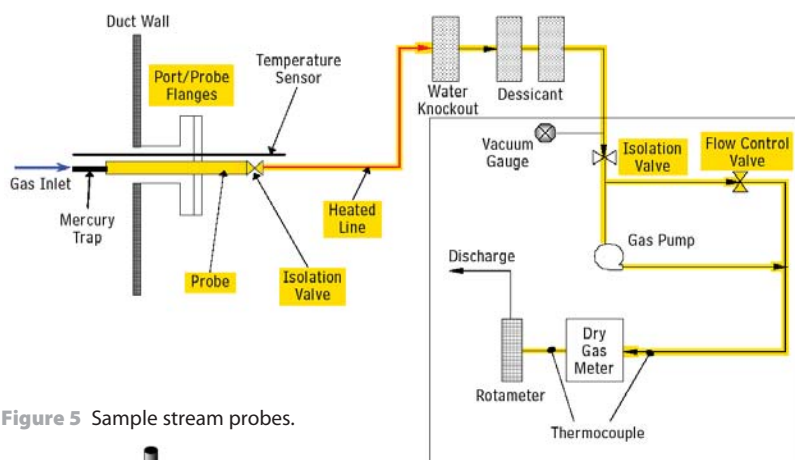 Duct Wall
Port/Probe
Flanges
Temperature
Sensor
Water
Knockout
Dessicant
Vacuum
Gauge
Isolation
Valve
Flow Control
Valve
Gas Inlet
Mercury
Trap
Heated
Line
Probe
Isolation
Valve
Gas Pump
Discharge
Dry
Gas
Meter
Rotameter
Thermocouple
Figure 5 Sample stream probes.